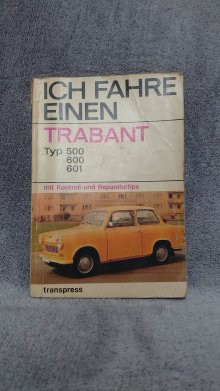 ICH FAHRE
EINEN
TRABANT
Typ 500
600
601
mit Kontroll-und Reparaturtips
transpress